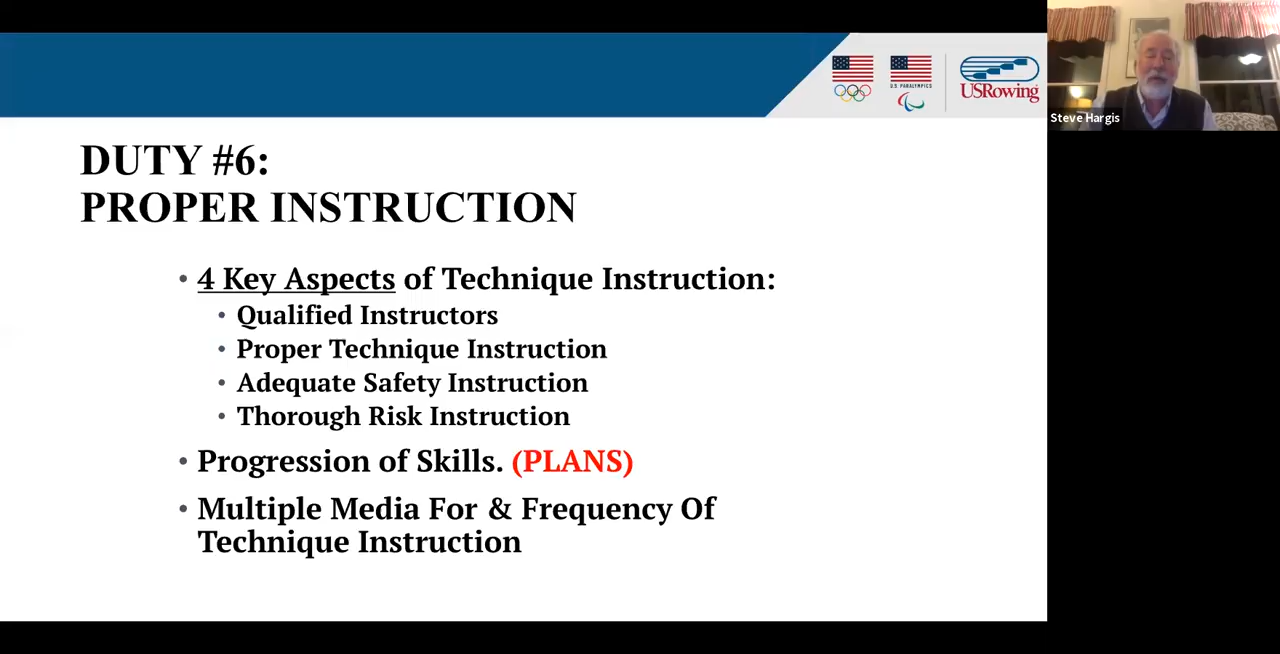 U.S. PARALYMPICS
USRowing
Steve Hargis
DUTY #6:
PROPER INSTRUCTION
• 4 Key Aspects of Technique Instruction:
• Qualified Instructors
• Proper Technique Instruction
• Adequate Safety Instruction
• Thorough Risk Instruction
• Progression of Skills. (PLANS)
• Multiple Media For & Frequency Of
Technique Instruction